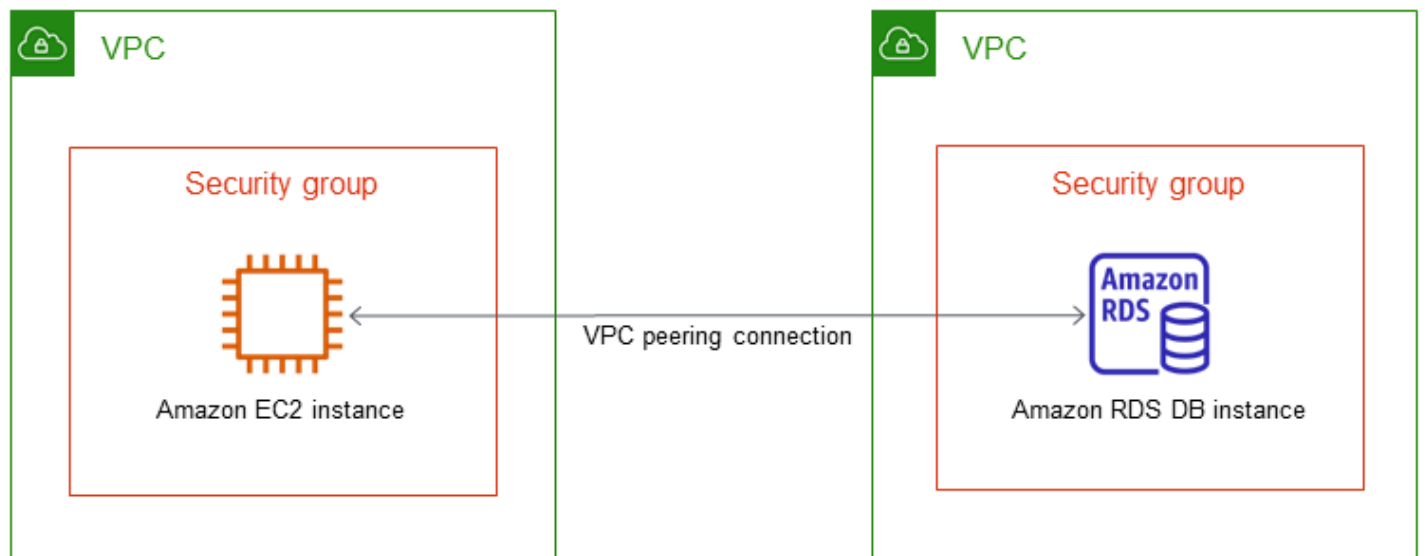 VPC
VPC
Security group
Security group
Amazon
RDS
VPC peering connection
Amazon EC2 instance
Amazon RDS DB instance